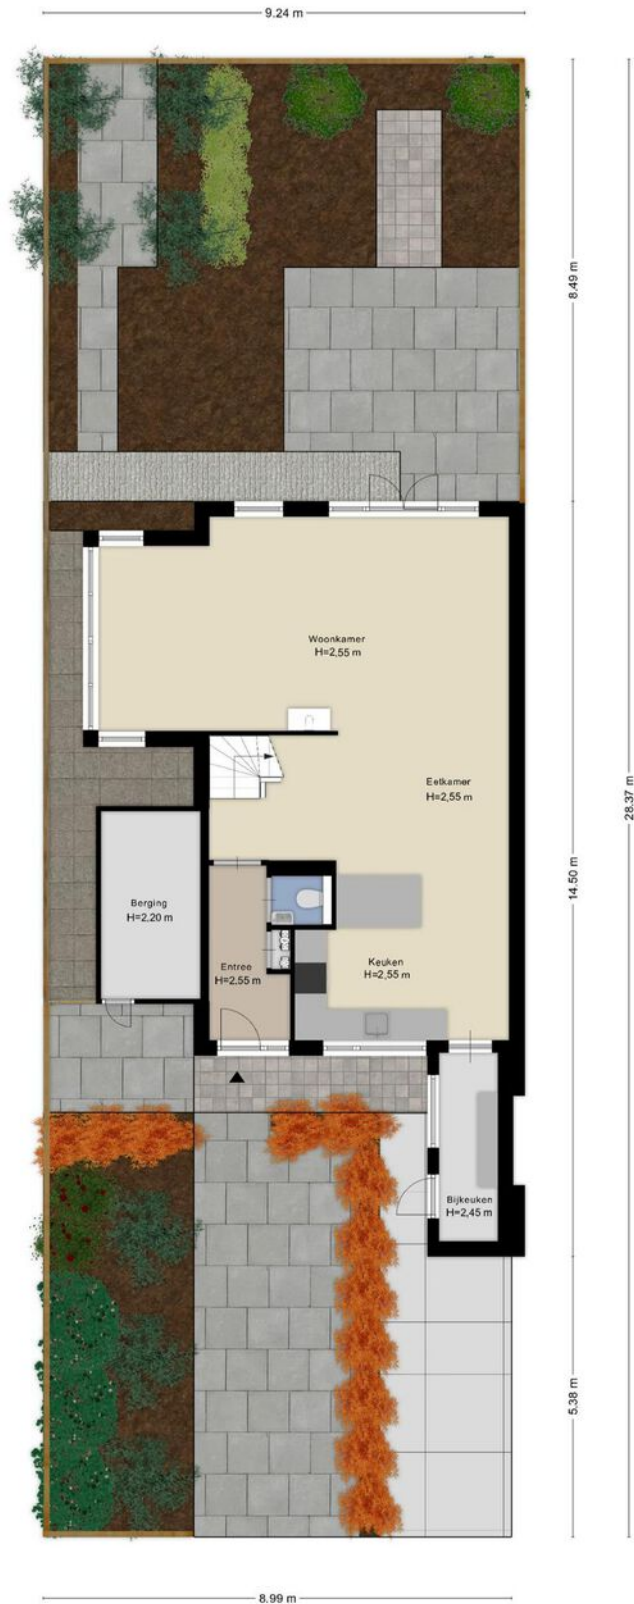 9.24 m
8.49 m
Woonkamer
H=2,55 m
Eetkamer
H=2,55 m
28.37 m
14.50 m
Berging
H=2,20 m
Keuken
H=2,55 m
Entree
H=2,55 m
Bijkeuken
H=2,45 m
5.38 m
8.99 m